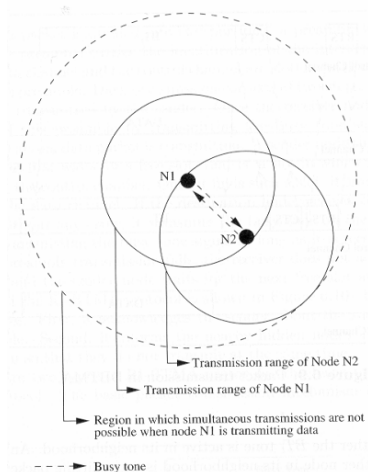 N1
N2
Transmission range of Node N2
Transmission range of Node N1
Region in which simultaneous transmissions are not
possible when node N1 is transmitting data
Busy tone